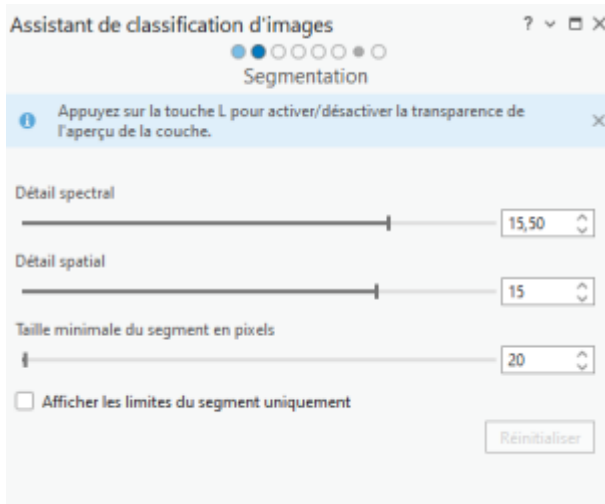 Assistant de classification d'images
?
Segmentation
Appuyez sur la touche L pour activer/désactiver la transparence de
l'aperçu de la couche.
Détail spectral
15,50
Détail spatial
15
Taille minimale du segment en pixels
20
Afficher les limites du segment uniquement
Réinitialiser